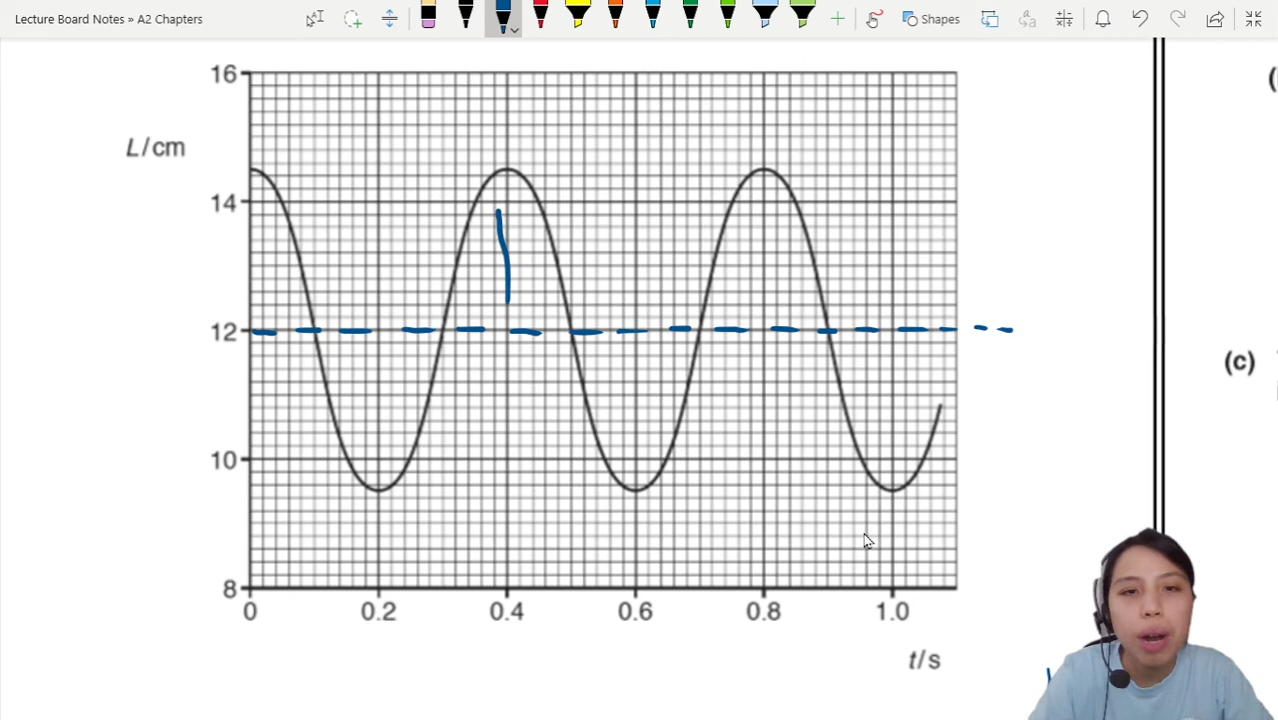 Lecture Board Notes » A2 Chapters
Shapes
16
L/cm
14
12
10
8
0 0.2 0.4 0.6 0.8 1.0
t/s
(
(c)